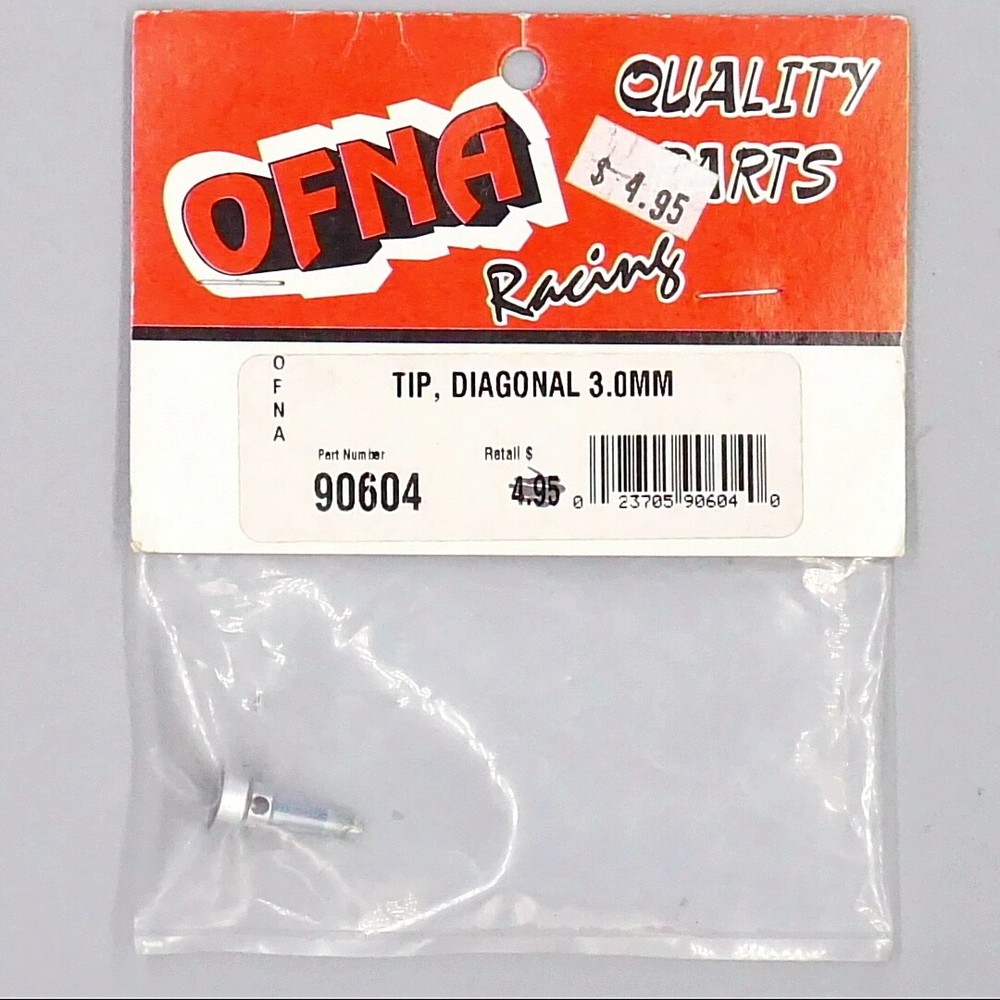 OFNA
Racing
QUALITY
PARTS
$ 4.95
O
F
N
A
TIP, DIAGONAL 3.0MM
Part Number
90604
Retail $
4.95
0 23705 90604 0